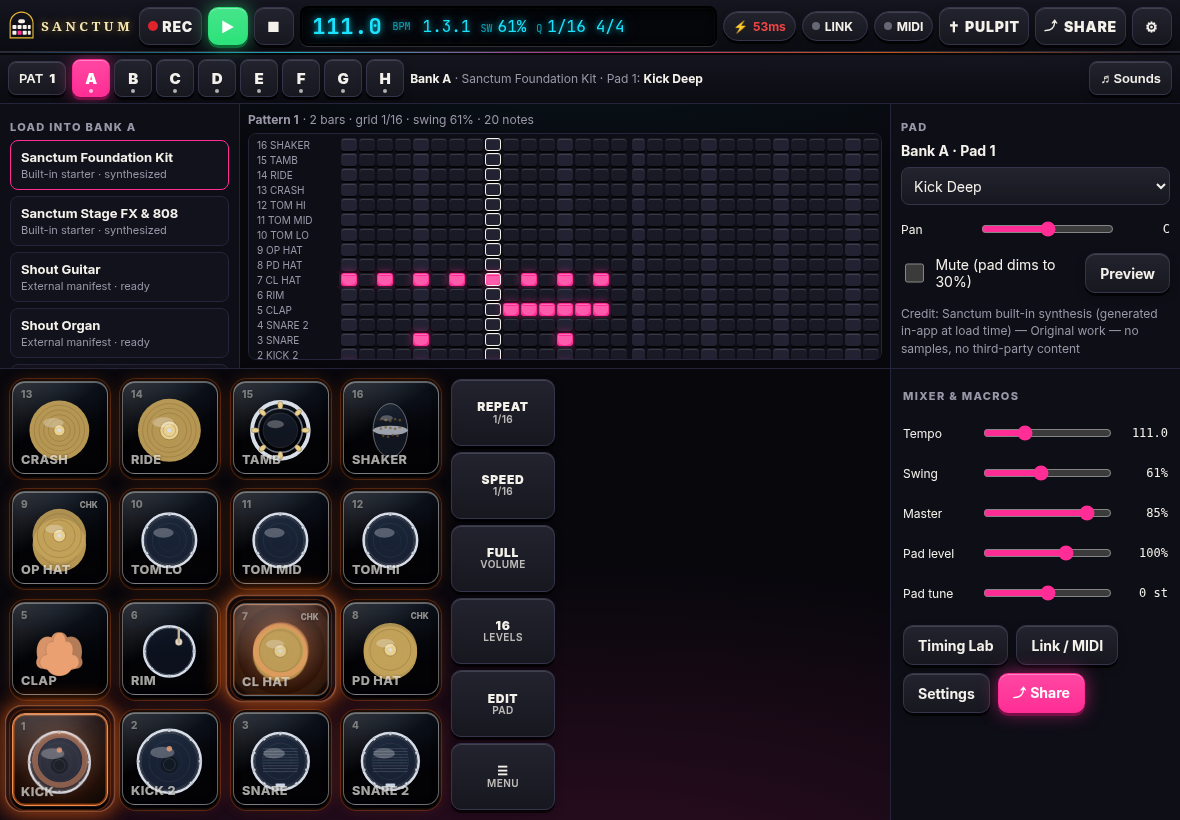 SANCTUM
REC
111.0 BPM 1.3.1 SW 61% Q 1/16 4/4
⚡ 53ms
LINK
MIDI
✝ PULPIT
⤴ SHARE
⚙
PAT 1
A
B
C
D
E
F
G
H
Bank A · Sanctum Foundation Kit · Pad 1: Kick Deep
♬ Sounds
LOAD INTO BANK A
Sanctum Foundation Kit
Built-in starter · synthesized
Sanctum Stage FX & 808
Built-in starter · synthesized
Shout Guitar
External manifest · ready
Shout Organ
External manifest · ready
Pattern 1 · 2 bars · grid 1/16 · swing 61% · 20 notes
16 SHAKER
15 TAMB
14 RIDE
13 CRASH
12 TOM HI
11 TOM MID
10 TOM LO
9 OP HAT
8 PD HAT
7 CL HAT
6 RIM
5 CLAP
4 SNARE 2
3 SNARE
2 KICK 2
PAD
Bank A · Pad 1
Kick Deep
Pan C
Mute (pad dims to
30%)
Preview
Credit: Sanctum built-in synthesis (generated
in-app at load time) — Original work — no
samples, no third-party content
13
CRASH
14
RIDE
15
TAMB
16
SHAKER
9 CHK
OP HAT
10
TOM LO
11
TOM MID
12
TOM HI
5
CLAP
6
RIM
7 CHK
CL HAT
8 CHK
PD HAT
1
KICK
2
KICK 2
3
SNARE
4
SNARE 2
REPEAT
1/16
SPEED
1/16
FULL
VOLUME
16
LEVELS
EDIT
PAD
☰
MENU
MIXER & MACROS
Tempo 111.0
Swing 61%
Master 85%
Pad level 100%
Pad tune 0 st
Timing Lab
Link / MIDI
Settings
⤴ Share